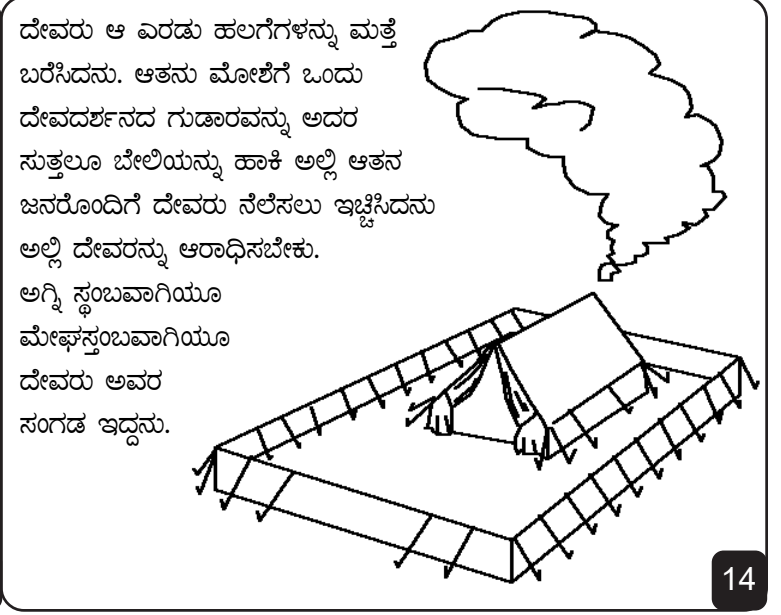 ದೇವರು ಆ ಎರಡು ಹಲಗೆಗಳನ್ನು ಮತ್ತೆ
ಬರೆಸಿದನು. ಆತನು ಮೋಶೆಗೆ ಒಂದು
ದೇವದರ್ಶನದ ಗುಡಾರವನ್ನು ಅದರ
ಸುತ್ತಲೂ ಬೇಲಿಯನ್ನು ಹಾಕಿ ಅಲ್ಲಿ ಆತನ
ಜನರೊಂದಿಗೆ ದೇವರು ನೆಲೆಸಲು ಇಚ್ಚಿಸಿದನು
ಅಲ್ಲಿ ದೇವರನ್ನು ಆರಾಧಿಸಬೇಕು.
ಅಗ್ನಿ ಸ್ಥಂಬವಾಗಿಯೂ
ಮೇಘಸ್ತಂಬವಾಗಿಯೂ
ದೇವರು ಅವರ
ಸಂಗಡ ಇದ್ದನು.
14